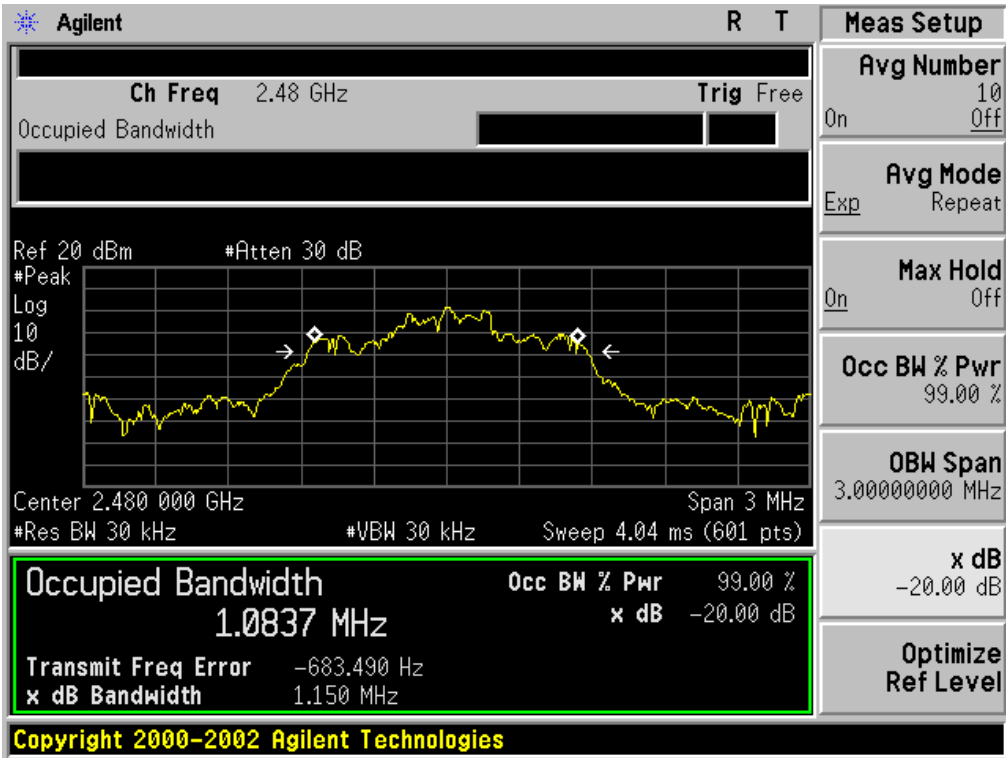 Agilent R T
Ch Freq 2.48 GHz Trig Free
Occupied Bandwidth
Ref 20 dBm #Atten 30 dB
#Peak
Log
10
dB/
Center 2.480 000 GHz Span 3 MHz
#Res BW 30 kHz #VBW 30 kHz Sweep 4.04 ms (601 pts)
Occupied Bandwidth Occ BW % Pwr 99.00 %
1.0837 MHz x dB -20.00 dB
Transmit Freq Error -683.490 Hz
x dB Bandwidth 1.150 MHz
Copyright 2000-2002 Agilent Technologies
Meas Setup
Avg Number
10
On Off
Avg Mode
Exp Repeat
Max Hold
On Off
Occ BW % Pwr
99.00 %
OBW Span
3.00000000 MHz
x dB
-20.00 dB
Optimize
Ref Level